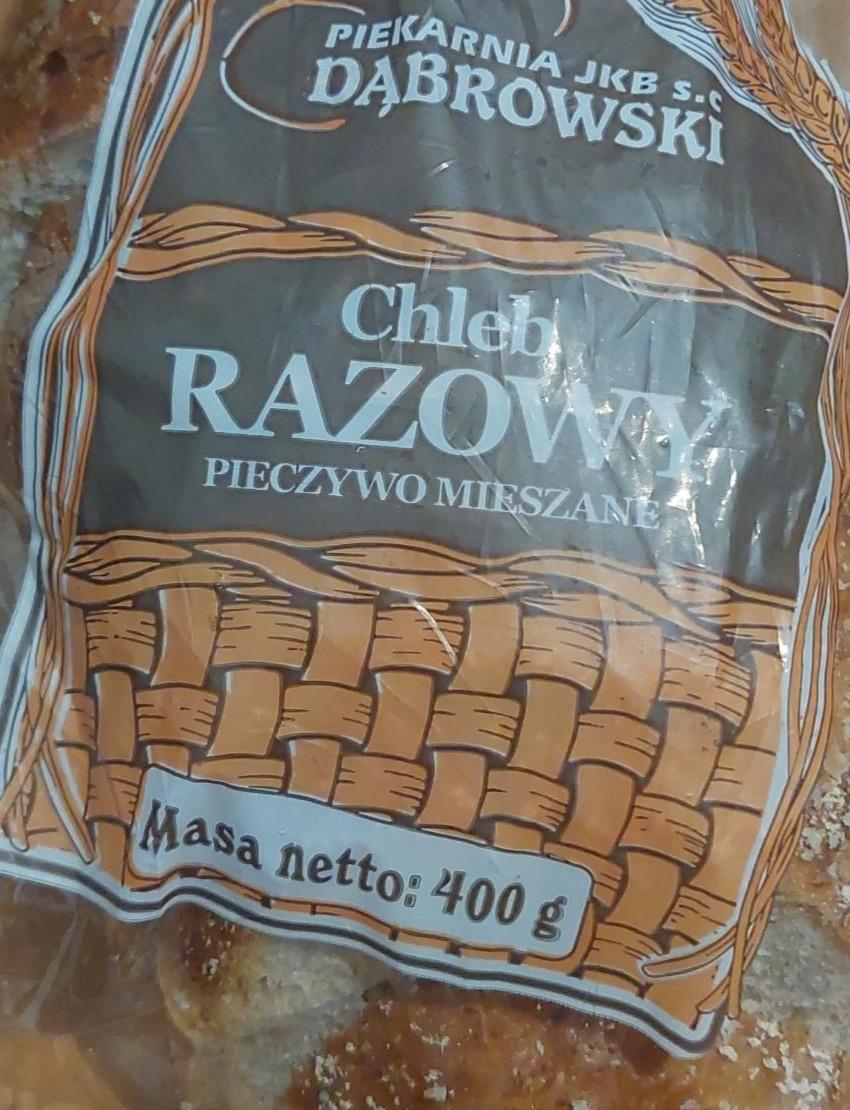 PIEKARNIA JKB s.c
DĄBROWSKI
Chleb
RAZOWY
PIECZYWO MIESZANE
Masa netto: 400 g